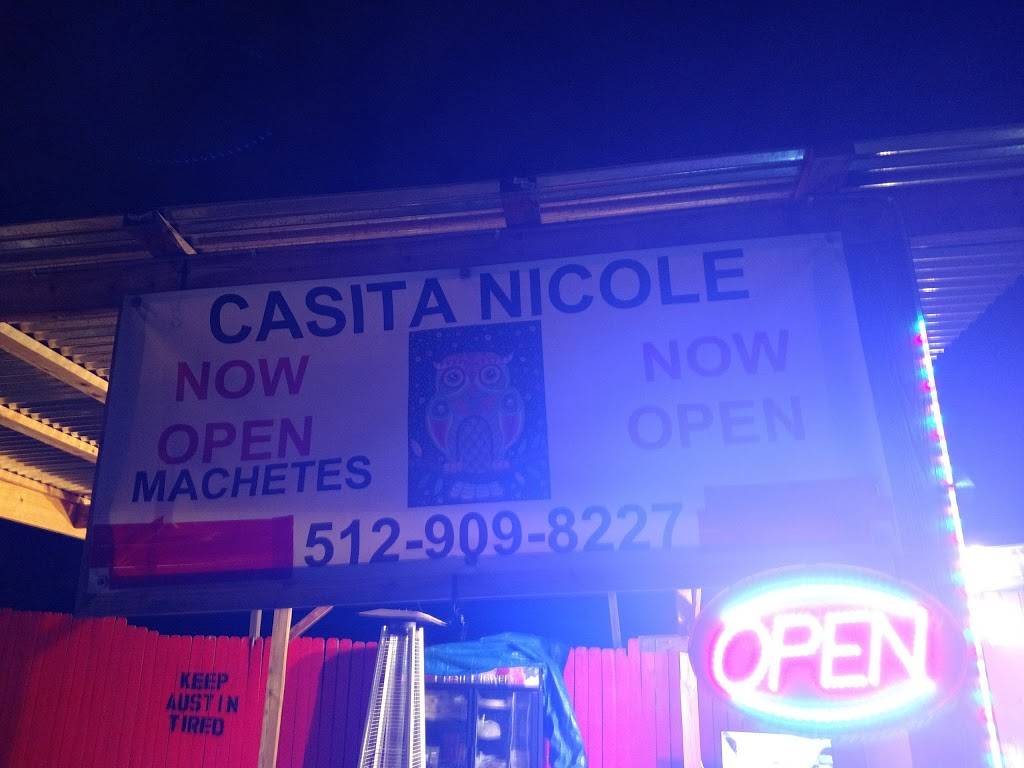 CASITA NICOLE
NOW
OPEN
MACHETES
NOW
OPEN
512-909-8227
OPEN
KEEP
AUSTIN
TIRED